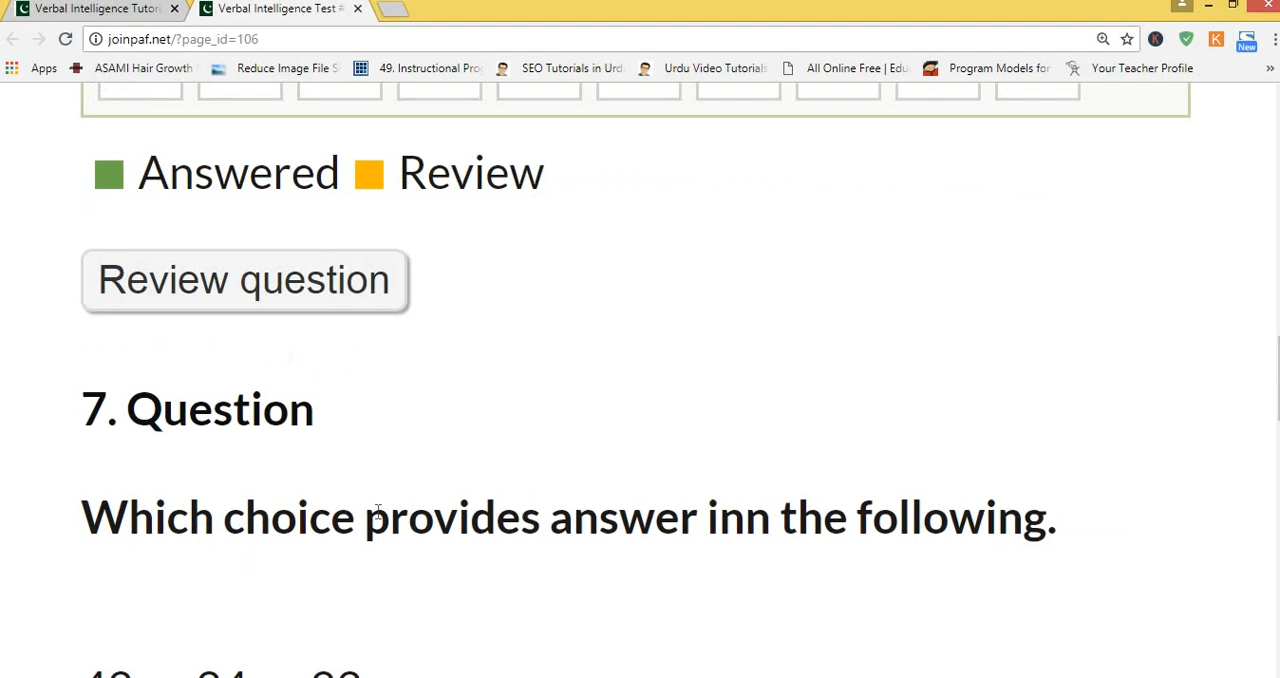 Verbal Intelligence Tutori
Verbal Intelligence Test #
joinpaf.net/?page_id=106
Apps
ASAMI Hair Growth
Reduce Image File S
49. Instructional Pro
SEO Tutorials in Urd
Urdu Video Tutorials
All Online Free | Edu
Program Models for
Your Teacher Profile
»
K
K
New
Answered
Review
Review question
7. Question
Which choice provides answer inn the following.